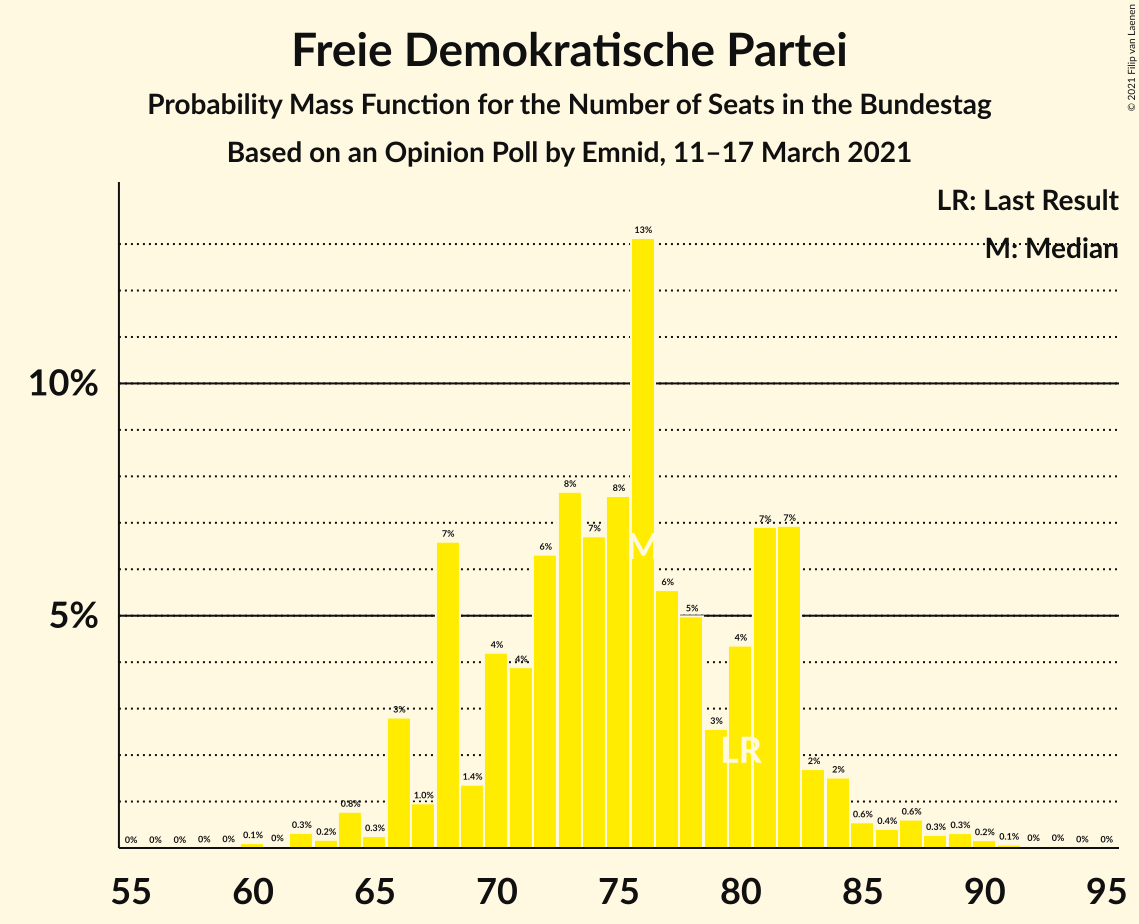 Freie Demokratische Partei
Probability Mass Function for the Number of Seats in the Bundestag
Based on an Opinion Poll by Emnid, 11–17 March 2021
© 2021 Filip van Laenen
LR: Last Result
M: Median
10%
5%
0% 0% 0% 0% 0% 0.1% 0% 0.3% 0.2% 0.8% 0.3% 3% 1.0% 7% 1.4% 4% 4% 6% 8% 7% 8% 13% 6% 5% 3% 4% 7% 7% 2% 2% 0.6% 0.4% 0.6% 0.3% 0.3% 0.2% 0.1% 0% 0% 0% 0%
M
LR
55 60 65 70 75 80 85 90 95